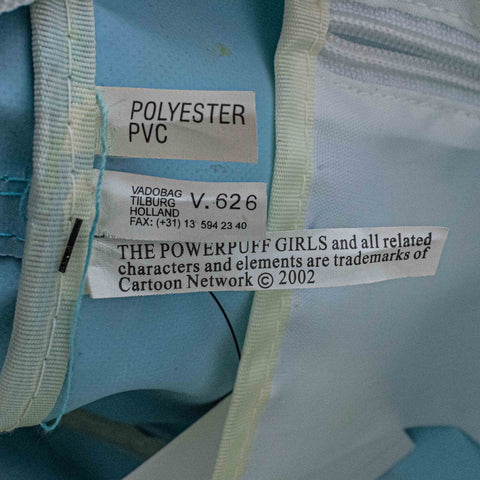 POLYESTER
PVC
VADOBAG
TILBURG
HOLLAND
FAX: (+31) 13 594 23 40
V.626
THE POWERPUFF GIRLS and all related
characters and elements are trademarks of
Cartoon Network © 2002